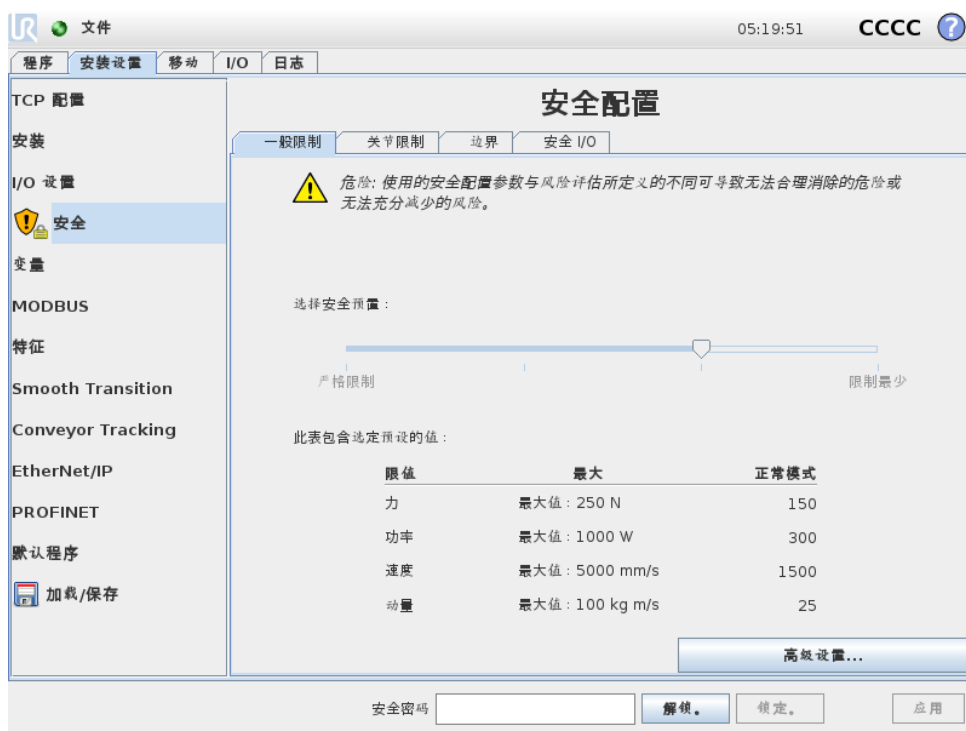 UR 文件 05:19:51 CCCC ?
程序 安装设置 移动 I/O 日志
TCP 配置
安装
I/O 设置
安全
变量
MODBUS
特征
Smooth Transition
Conveyor Tracking
EtherNet/IP
PROFINET
默认程序
加载/保存
安全配置
一般限制 关节限制 边界 安全 I/O
危险: 使用的安全配置参数与风险评估所定义的不同可导致无法合理消除的危险或
无法充分减少的风险。
选择安全预置:
严格限制 限制最少
此表包含选定预设的值:
限值 最大 正常模式
力 最大值: 250 N 150
功率 最大值: 1000 W 300
速度 最大值: 5000 mm/s 1500
动量 最大值: 100 kg m/s 25
高级设置...
安全密码 解锁。 锁定。 应用